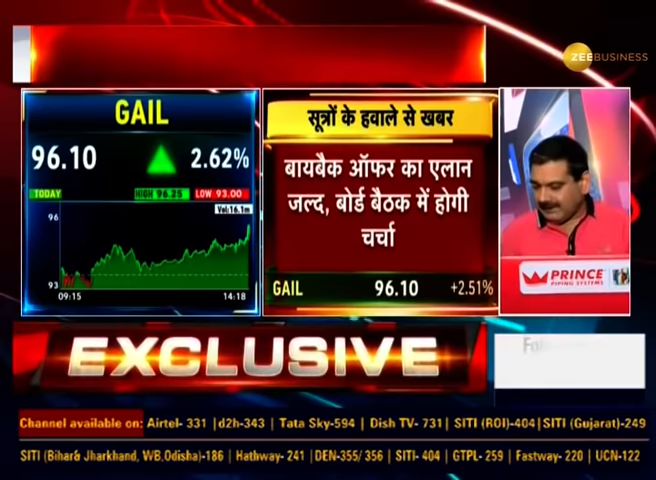 ZEE BUSINESS
GAIL
96.10 ▲ 2.62%
TODAY HIGH 96.25 LOW 93.00
Vol:16.1m
96
93
09:15 14:18
सूत्रों के हवाले से खबर
बायबैक ऑफर का एलान
जल्द, बोर्ड बैठक में होगी
चर्चा
GAIL 96.10 +2.51%
PRINCE
PIPING SYSTEMS
EXCLUSIVE
Channel available on: Airtel- 331 |d2h-343 | Tata Sky-594 | Dish TV- 731| SITI (ROI)-404|SITI (Gujarat)-249
SITI (Bihar& Jharkhand, WB,Odisha)-186 | Hathway- 241 |DEN-355/ 356 | SITI- 404 | GTPL- 259 | Fastway- 220 | UCN-122